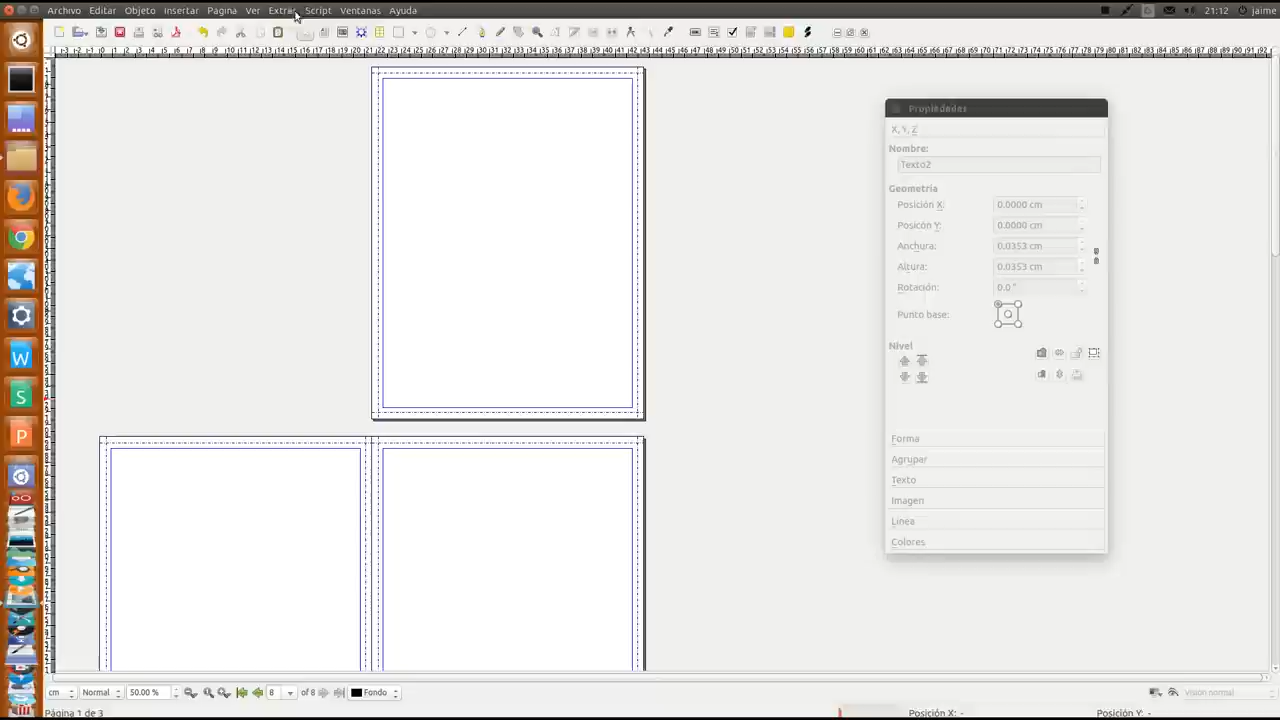 Archivo Editar Objeto Insertar Página Ver Extras Script Ventanas Ayuda
21:12 jaime
Propiedades
X, Y, Z
Nombre:
Texto2
Geometría
Posición X: 0.0000 cm
Posicón Y: 0.0000 cm
Anchura: 0.0353 cm
Altura: 0.0353 cm
Rotación: 0.0 °
Punto base:
Nivel
Forma
Agrupar
Texto
Imagen
Línea
Colores
cm Normal 50.00 % 8 of 8 Fondo Visión normal
Página 1 de 3 Posición X: - Posición Y: -